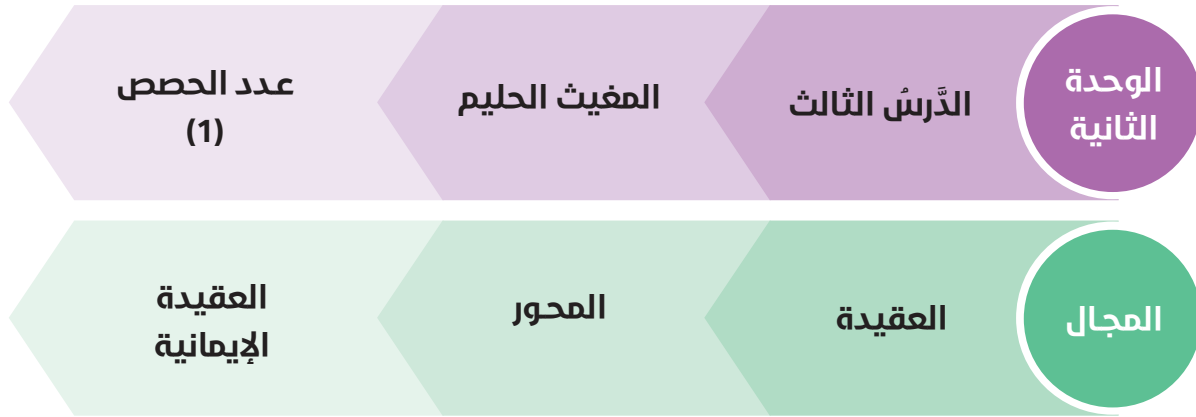 الوحدة
الثانية
الدَّرسُ الثالث
المغيث الحليم
عدد الحصص
(1)
المجال
العقيدة
المحور
العقيدة
الإيمانية